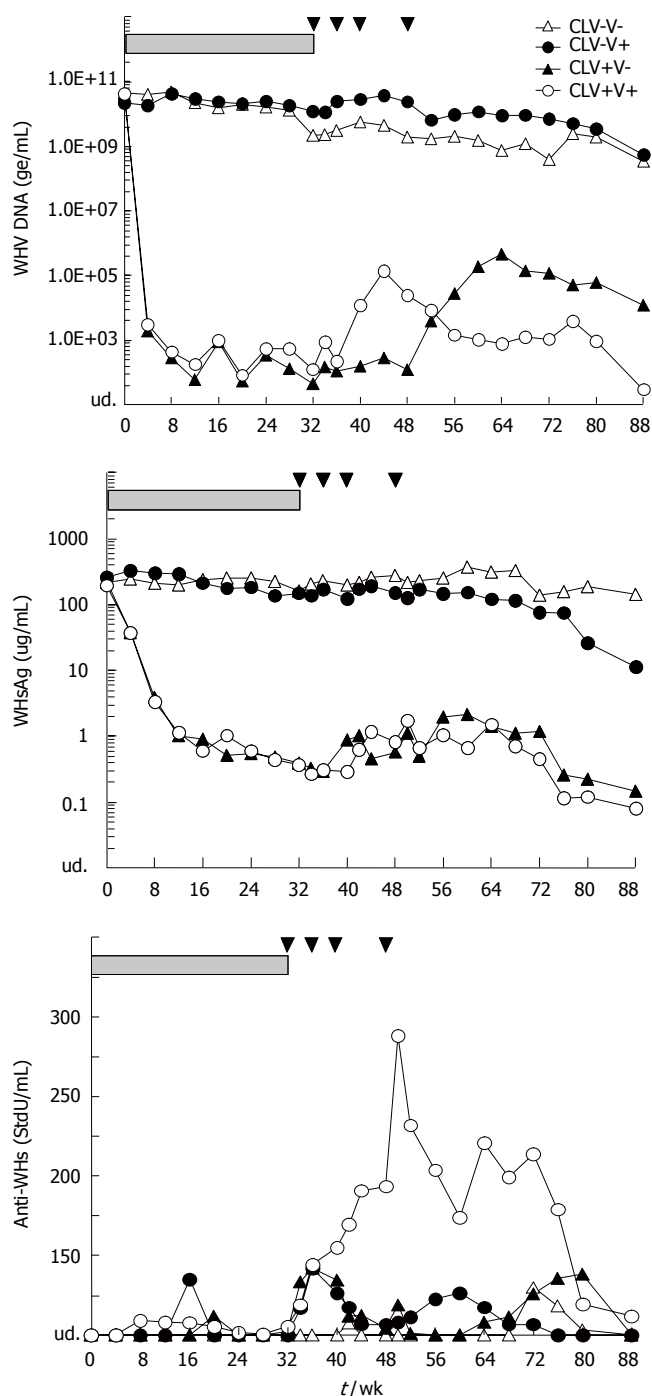 CLV-V-
CLV-V+
CLV+V-
CLV+V+
WHV DNA (ge/mL)
1.0E+11
1.0E+09
1.0E+07
1.0E+05
1.0E+03
ud.
0 8 16 24 32 40 48 56 64 72 80 88
WHsAg (ug/mL)
1000
100
10
1
0.1
ud.
0 8 16 24 32 40 48 56 64 72 80 88
Anti-WHs (StdU/mL)
300
250
200
150
ud.
0 8 16 24 32 40 48 56 64 72 80 88
t/wk